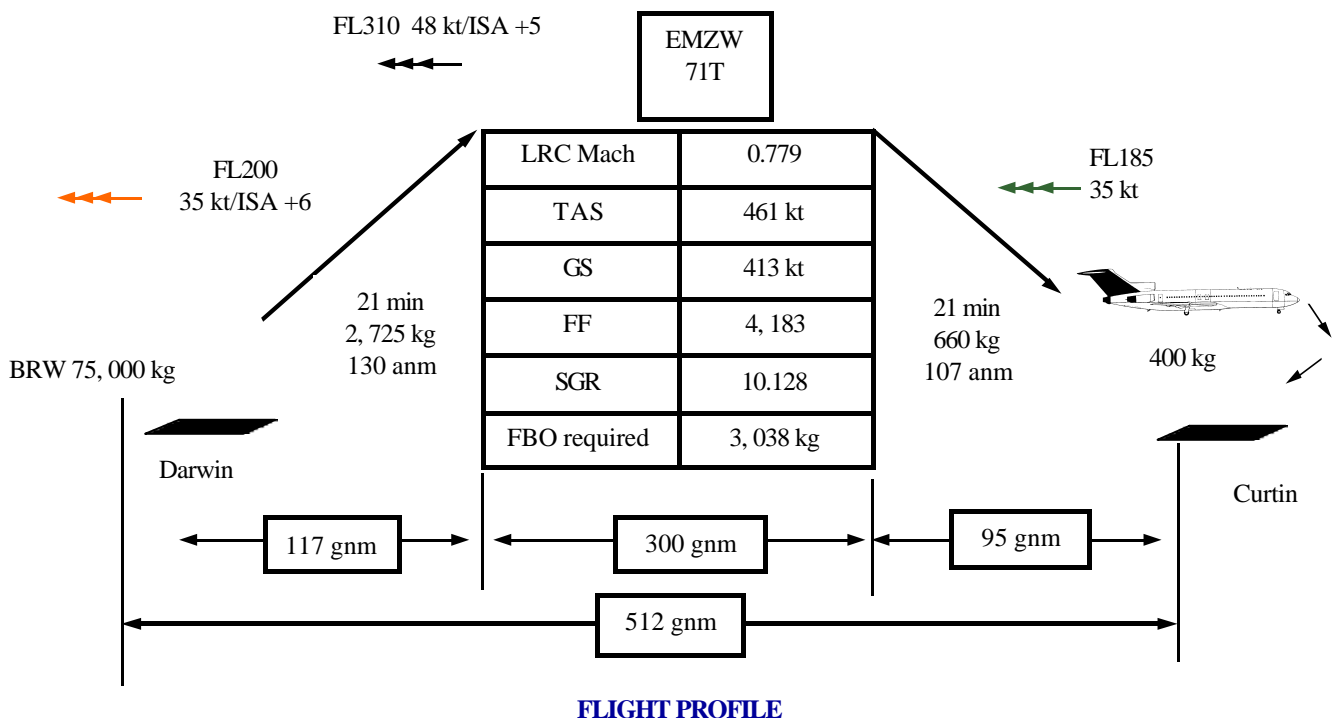 FL310 48 kt/ISA +5
EMZW
71T
FL200
35 kt/ISA +6
LRC Mach 0.779
TAS 461 kt
GS 413 kt
FF 4, 183
SGR 10.128
FBO required 3, 038 kg
FL185
35 kt
21 min
2, 725 kg
130 anm
21 min
660 kg
107 anm
400 kg
BRW 75, 000 kg
Darwin
Curtin
117 gnm
300 gnm
95 gnm
512 gnm
FLIGHT PROFILE